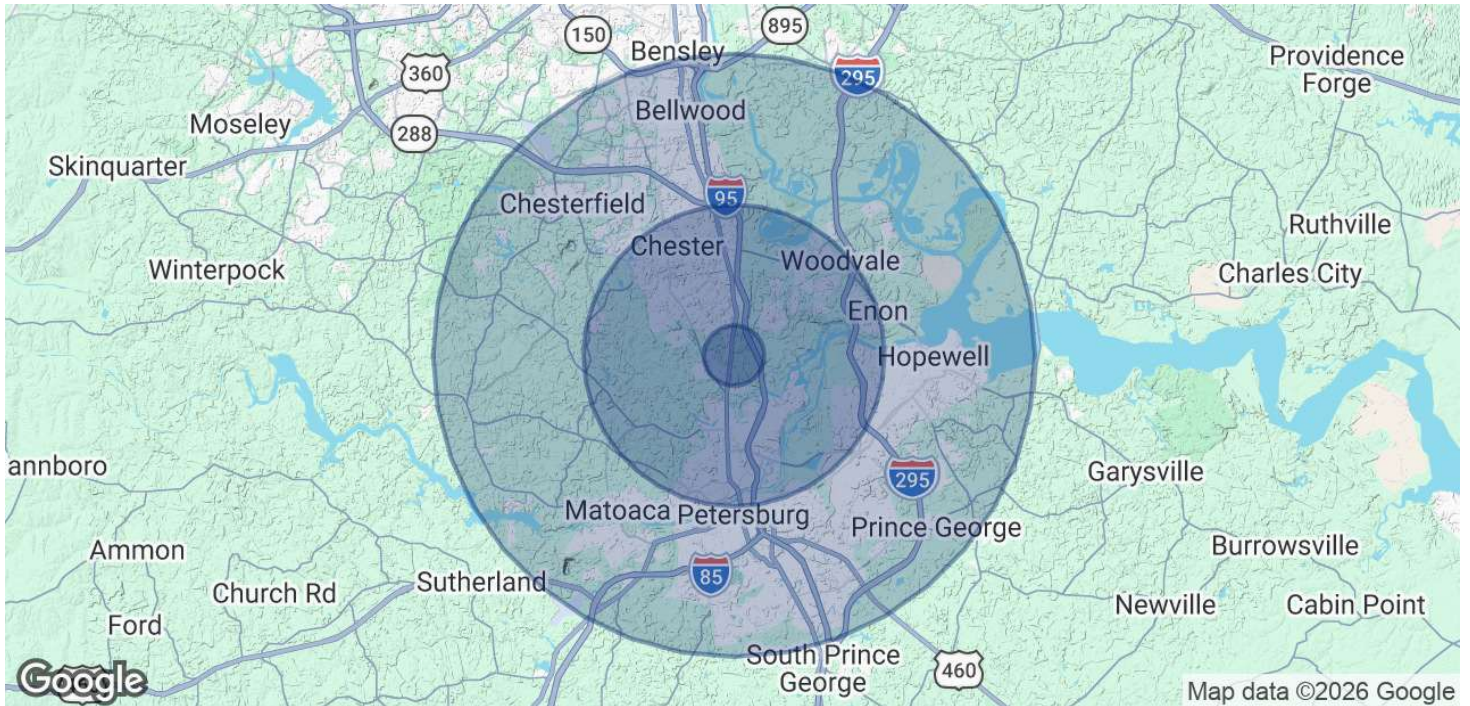 150
895
Bensley
360
295
Providence
Forge
Bellwood
Moseley
288
Skinquarter
95
Chesterfield
Ruthville
Chester
Woodvale
Winterpock
Charles City
Enon
Hopewell
annboro
Garysville
295
Matoaca
Petersburg
Prince George
Ammon
Burrowsville
85
Sutherland
Church Rd
Newville
Cabin Point
Ford
South Prince
George
460
Google
Map data ©2026 Google